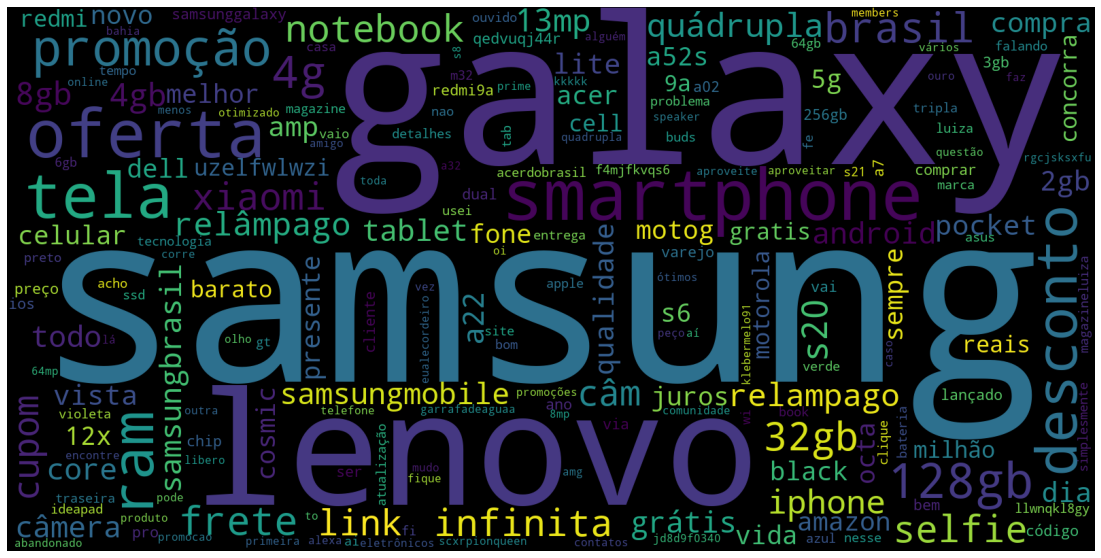 samsung
galaxy
lenovo
smartphone
oferta
promoção
tela
desconto
ram
128gb
notebook
4g
4gb
8gb
melhor
redmi
novo
samsunggalaxy
bahia
tempo
online
menos
otimizado
6gb
casa
magazine
vaio
amigo
amp
ouvido
qedvuqj44r
s8
detalhes
nao
m32
redmi9a
prime
kkkkk
tab
13mp
alguém
lite
acer
cell
speaker
quadrupla
buds
quádrupla
a52s
9a
a02
problema
64gb
members
brasil
vários
falando
5g
256gb
fe
3gb
ouro
faz
tripla
luiza
questão
compra
concorra
dell
uzelfwlwzi
xiaomi
toda
a32
dual
usei
acerdobrasil
f4mjfkvqs6
aproveite
aproveitar
s21
a7
comprar
marca
rgcjsksxfu
2gb
relâmpago
tablet
fone
entrega
oi
motog
gratis
android
pocket
asus
celular
tecnologia
corre
preto
ios
preço
acho
ssd
samsungbrasil
barato
presente
olho
gt
todo
lá
64mp
cliente
vez
eualecordeiro
apple
a22
site
bom
qualidade
varejo
ótimos
s6
peço
aí
motorola
klebermelo91
vai
s20
verde
caso
sempre
reais
lançado
magazineluiza
simplesmente
vista
cupom
violeta
12x
outra
chip
core
encontre
libero
cosmic
samsungmobile
telefone
garrafadeaguaa
ano
promoções
8mp
câm
comunidade
via
juros
wi
book
relampago
32gb
octa
clique
bateria
milhão
black
iphone
bem
dia
llwnqkl8gy
código
traseira
ideapad
pode
pro
câmera
produto
abandonado
promocao
frete
primeira
to
ser
alexa
ai
eletrônicos
mudo
fique
atualização
link
fi
infinita
amg
scxrplonqueen
contatos
grátis
jd8d9f0340
vida
amazon
azul
nesse
selfie